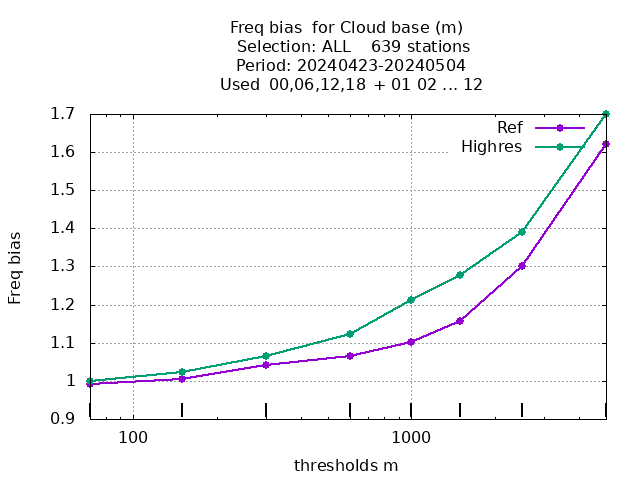 Freq bias  for Cloud base (m)
Selection: ALL    639 stations
Period: 20240423-20240504
Used  00,06,12,18  + 01 02 ... 12
Ref
Highres
1.7
1.6
1.5
1.4
1.3
1.2
1.1
1
0.9
Freq bias
100
1000
thresholds m